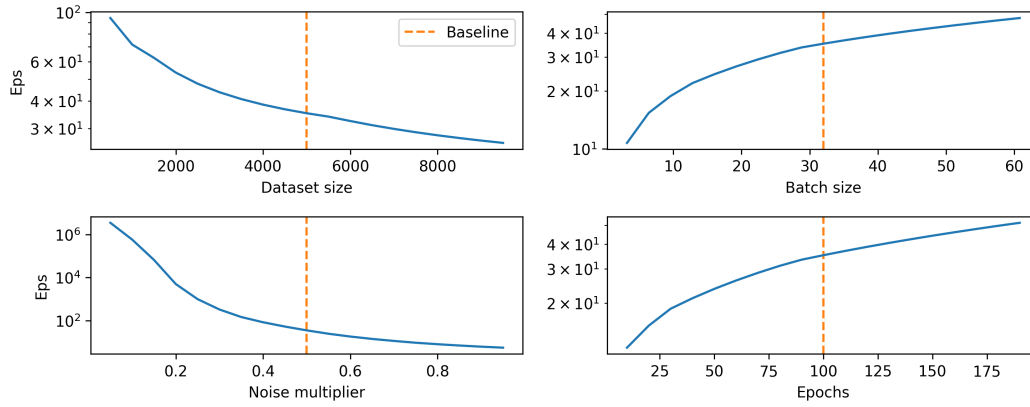 10²
6 × 10¹
4 × 10¹
3 × 10¹
Eps
Baseline
2000 4000 6000 8000
Dataset size
4 × 10¹
3 × 10¹
2 × 10¹
10¹
10 20 30 40 50 60
Batch size
10⁶
10⁴
10²
Eps
0.2 0.4 0.6 0.8
Noise multiplier
4 × 10¹
3 × 10¹
2 × 10¹
25 50 75 100 125 150 175
Epochs